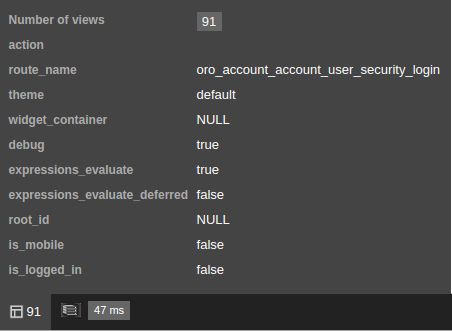 Number of views 91
action
route_name oro_account_account_user_security_login
theme default
widget_container NULL
debug true
expressions_evaluate true
expressions_evaluate_deferred false
root_id NULL
is_mobile false
is_logged_in false
91 47 ms